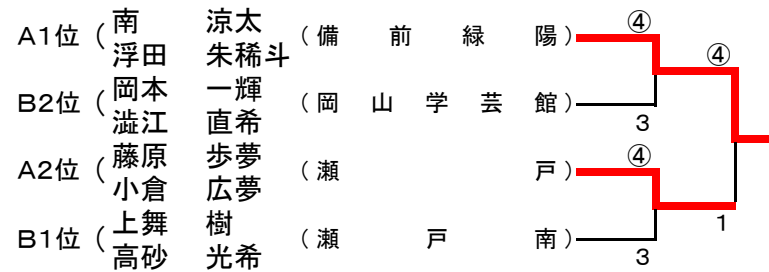 A1位 (南 涼太 (備前緑陽) ④
浮田 朱稀斗
④
B2位 (岡本 一輝 (岡山学芸館) 3
澁江 直希
A2位 (藤原 歩夢 (瀬戸) ④
小倉 広夢
1
B1位 (上舞 樹 (瀬戸南) 3
高砂 光希